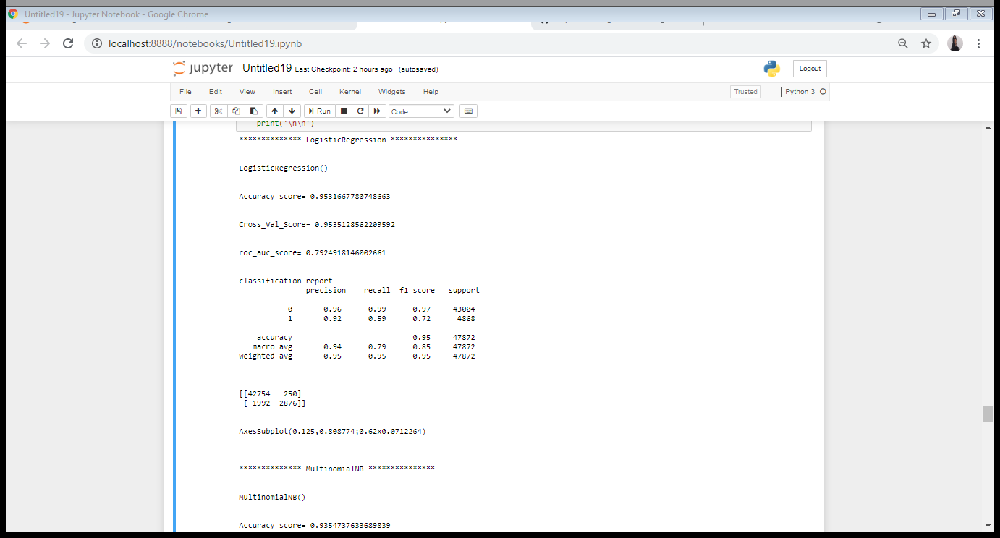 Untitled19 - Jupyter Notebook - Google Chrome
localhost:8888/notebooks/Untitled19.ipynb
jupyter Untitled19 Last Checkpoint: 2 hours ago (autosaved)
Logout
File Edit View Insert Cell Kernel Widgets Help
Trusted
Python 3
Run
Code
print('\n\n')
************** LogisticRegression ***************
LogisticRegression()
Accuracy_score= 0.9531667780748663
Cross_Val_Score= 0.9535128562209592
roc_auc_score= 0.7924918146002661
classification report
precision recall f1-score support
0 0.96 0.99 0.97 43004
1 0.92 0.59 0.72 4868
accuracy 0.95 47872
macro avg 0.94 0.79 0.85 47872
weighted avg 0.95 0.95 0.95 47872
[[42754 250]
[ 1992 2876]]
AxesSubplot(0.125,0.808774;0.62x0.0712264)
************** MultinomialNB ***************
MultinomialNB()
Accuracy_score= 0.9354737633689839